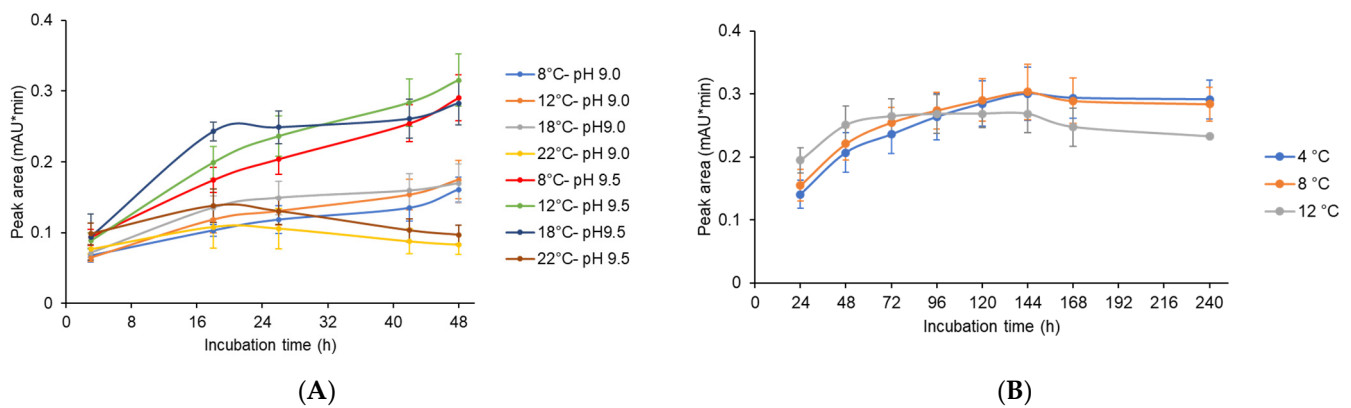 0.4
0.3
0.2
0.1
0
Peak area (mAU*min)
0 8 16 24 32 40 48
Incubation time (h)
8°C- pH 9.0
12°C- pH 9.0
18°C- pH9.0
22°C- pH 9.0
8°C- pH 9.5
12°C- pH 9.5
18°C- pH9.5
22°C- pH 9.5
(A)
0.4
0.3
0.2
0.1
0
Peak area (mAU*min)
0 24 48 72 96 120 144 168 192 216 240
Incubation time (h)
4 °C
8 °C
12 °C
(B)